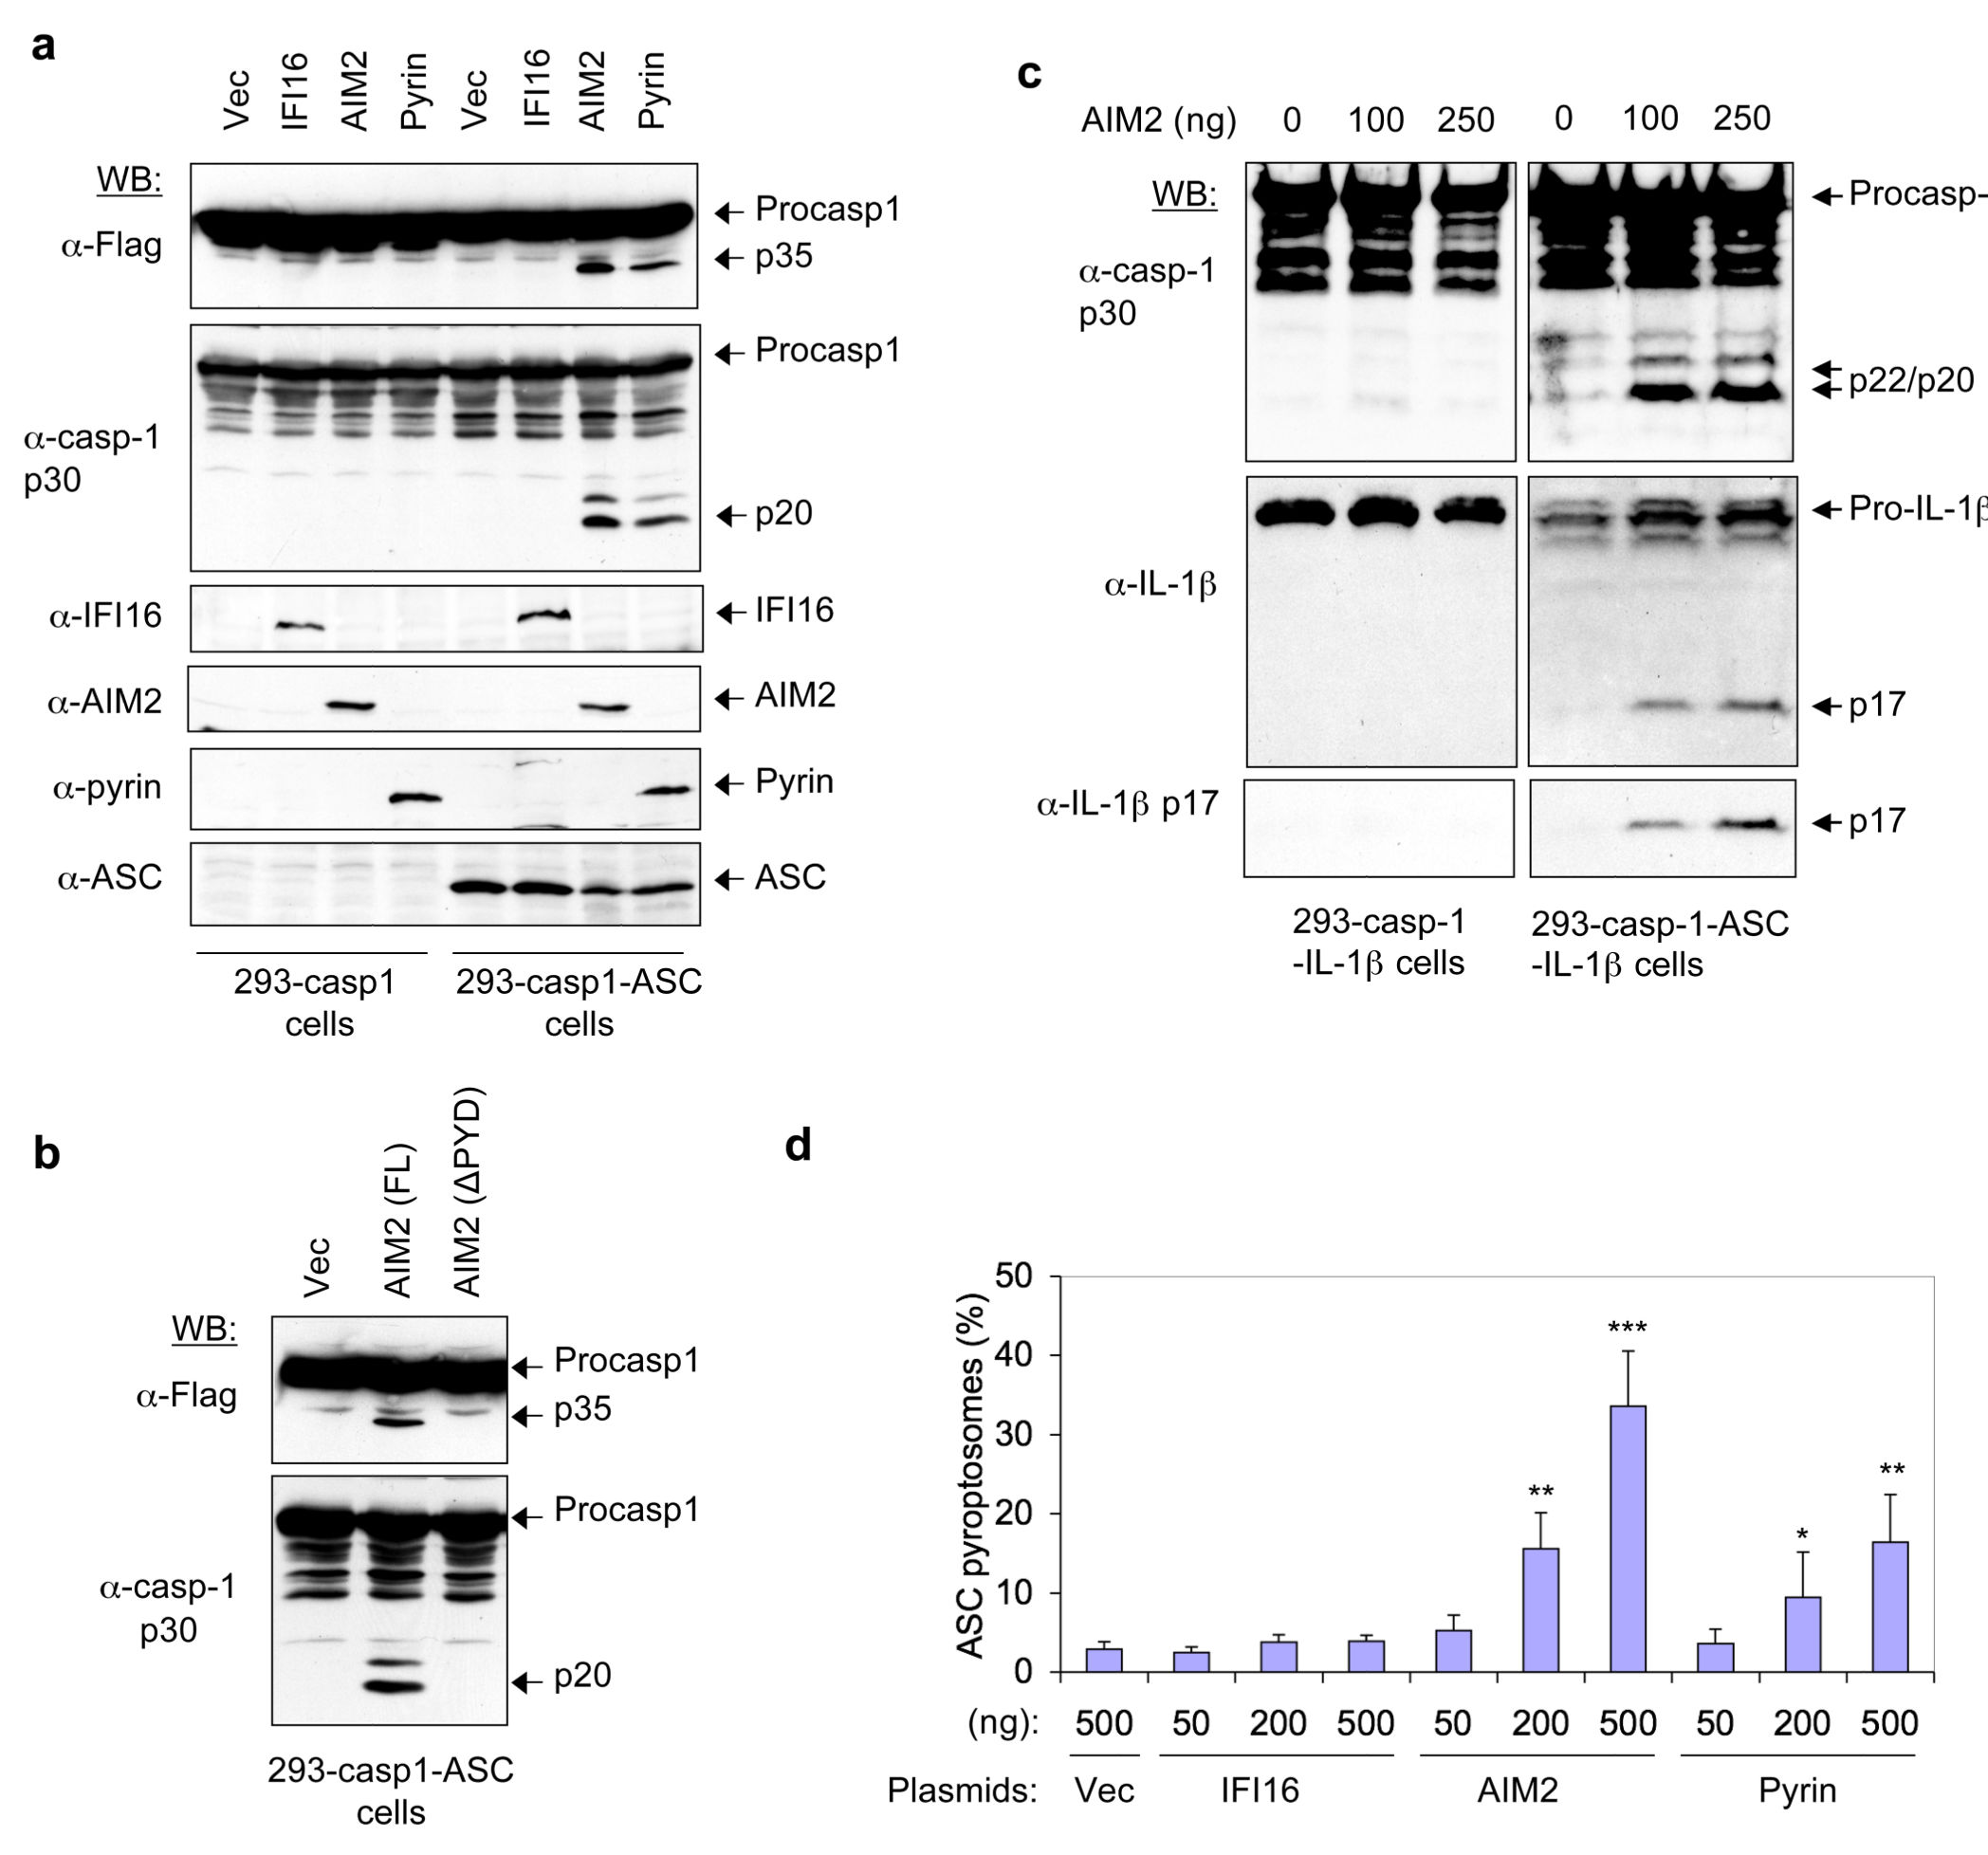 a
Vec IFI16 AIM2 Pyrin Vec IFI16 AIM2 Pyrin
WB:
α-Flag
Procasp1
p35
α-casp-1
p30
Procasp1
p20
α-IFI16
IFI16
α-AIM2
AIM2
α-pyrin
Pyrin
α-ASC
ASC
293-casp1
cells
293-casp1-ASC
cells
b
Vec AIM2 (FL) AIM2 (ΔPYD)
WB:
α-Flag
Procasp1
p35
α-casp-1
p30
Procasp1
p20
293-casp1-ASC
cells
c
AIM2 (ng) 0 100 250 0 100 250
WB:
α-casp-1
p30
Procasp-
p22/p20
α-IL-1β
Pro-IL-1β
p17
α-IL-1β p17
p17
293-casp-1
-IL-1β cells
293-casp-1-ASC
-IL-1β cells
d
ASC pyroptosomes (%)
50
40
30
20
10
0
** *** * **
(ng): 500 50 200 500 50 200 500 50 200 500
Plasmids: Vec IFI16 AIM2 Pyrin